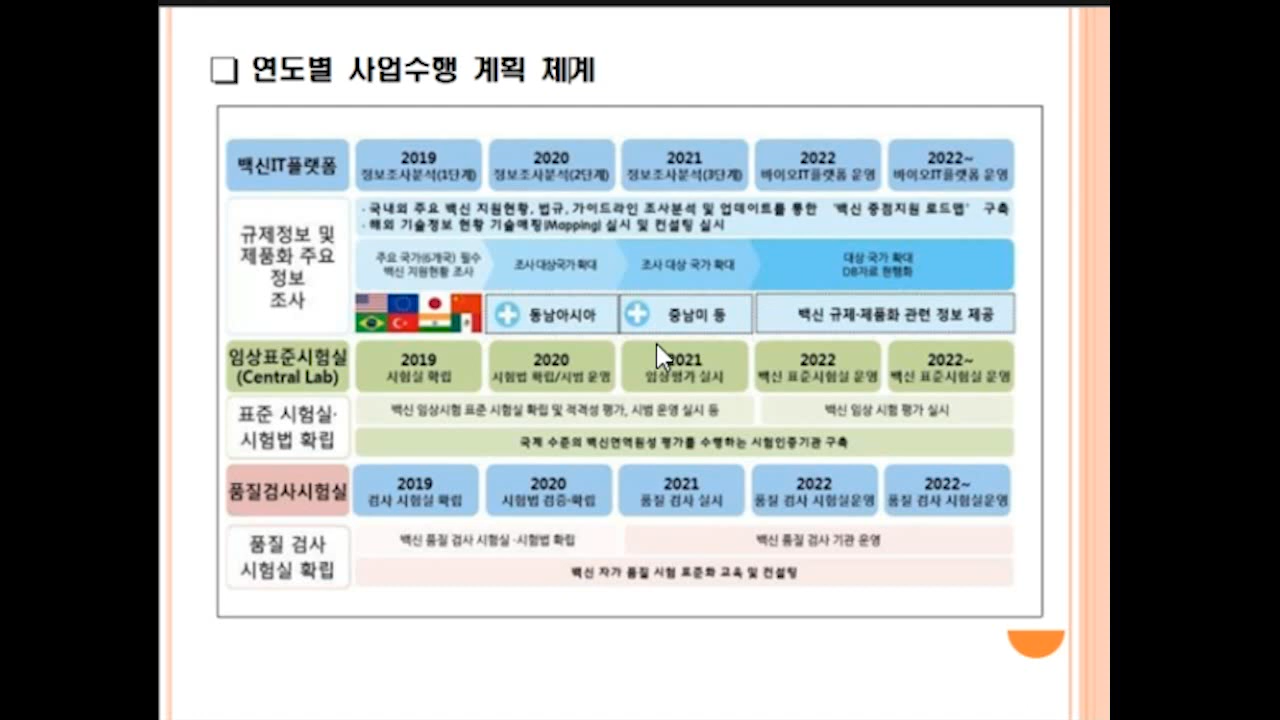 연도별 사업수행 계획 체계
백신IT플랫폼
2019
정보조사분석(1단계)
2020
정보조사분석(2단계)
2021
정보조사분석(3단계)
2022
바이오IT플랫폼 운영
2022~
바이오IT플랫폼 운영
규제정보 및
제품화 주요
정보
조사
· 국내외 주요 백신 지원현황, 법규, 가이드라인 조사분석 및 업데이트를 통한 '백신 중점지원 로드맵' 구축
· 해외 기술정보 현황 기술매핑(Mapping) 실시 및 컨설팅 실시
주요 국가(6개국) 필수
백신 지원현황 조사
조사 대상국가 확대
조사 대상 국가 확대
대상 국가 확대
DB자료 현행화
동남아시아
중남미 등
백신 규제·제품화 관련 정보 제공
임상표준시험실
(Central Lab)
2019
시험실 확립
2020
시험법 확립/시범 운영
2021
임상평가 실시
2022
백신 표준시험실 운영
2022~
백신 표준시험실 운영
표준 시험실·
시험법 확립
백신 임상시험 표준 시험실 확립 및 적격성 평가, 시범 운영 실시 등
백신 임상 시험 평가 실시
국제 수준의 백신면역원성 평가를 수행하는 시험인증기관 구축
품질검사시험실
2019
검사 시험실 확립
2020
시험법 검증·확립
2021
품질 검사 실시
2022
품질 검사 시험실운영
2022~
품질 검사 시험실운영
품질 검사
시험실 확립
백신 품질 검사 시험실 ·시험법 확립
백신 품질 검사 기관 운영
백신 자가 품질 시험 표준화 교육 및 컨설팅